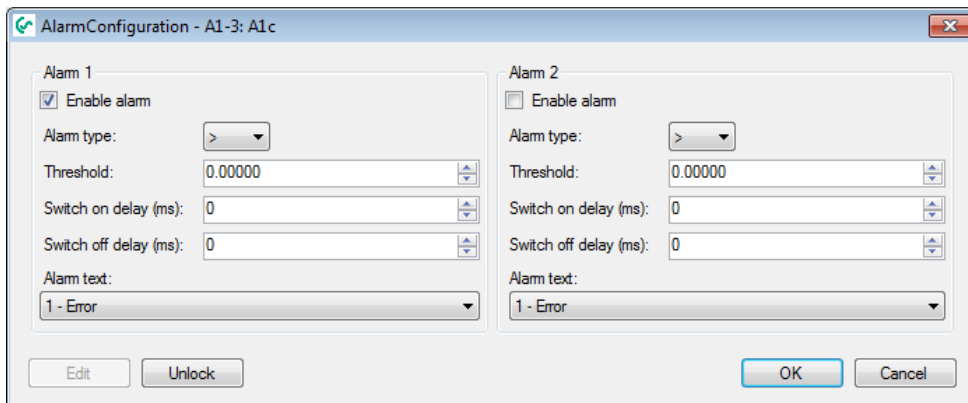 AlarmConfiguration - A1-3: A1c
Alarm 1
Enable alarm
Alarm type:
>
Threshold:
0.00000
Switch on delay (ms):
0
Switch off delay (ms):
0
Alarm text:
1 - Error
Alarm 2
Enable alarm
Alarm type:
>
Threshold:
0.00000
Switch on delay (ms):
0
Switch off delay (ms):
0
Alarm text:
1 - Error
Edit
Unlock
OK
Cancel